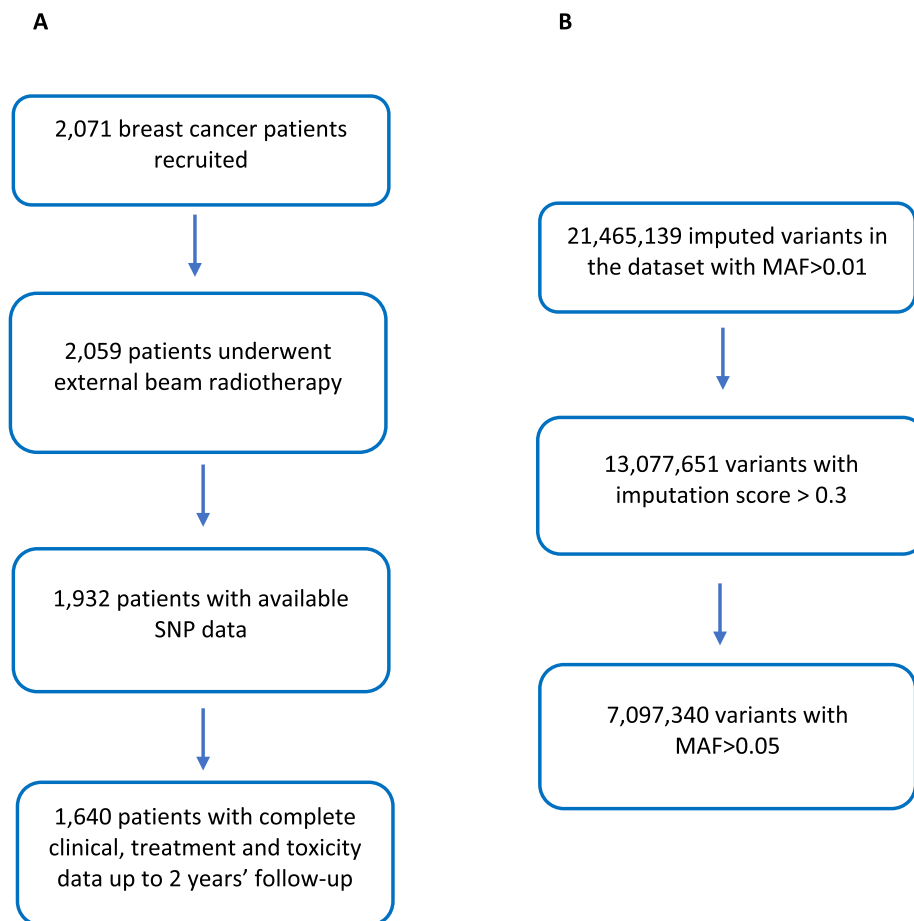 A
2,071 breast cancer patients
recruited
2,059 patients underwent
external beam radiotherapy
1,932 patients with available
SNP data
1,640 patients with complete
clinical, treatment and toxicity
data up to 2 years’ follow-up
B
21,465,139 imputed variants in
the dataset with MAF>0.01
13,077,651 variants with
imputation score > 0.3
7,097,340 variants with
MAF>0.05